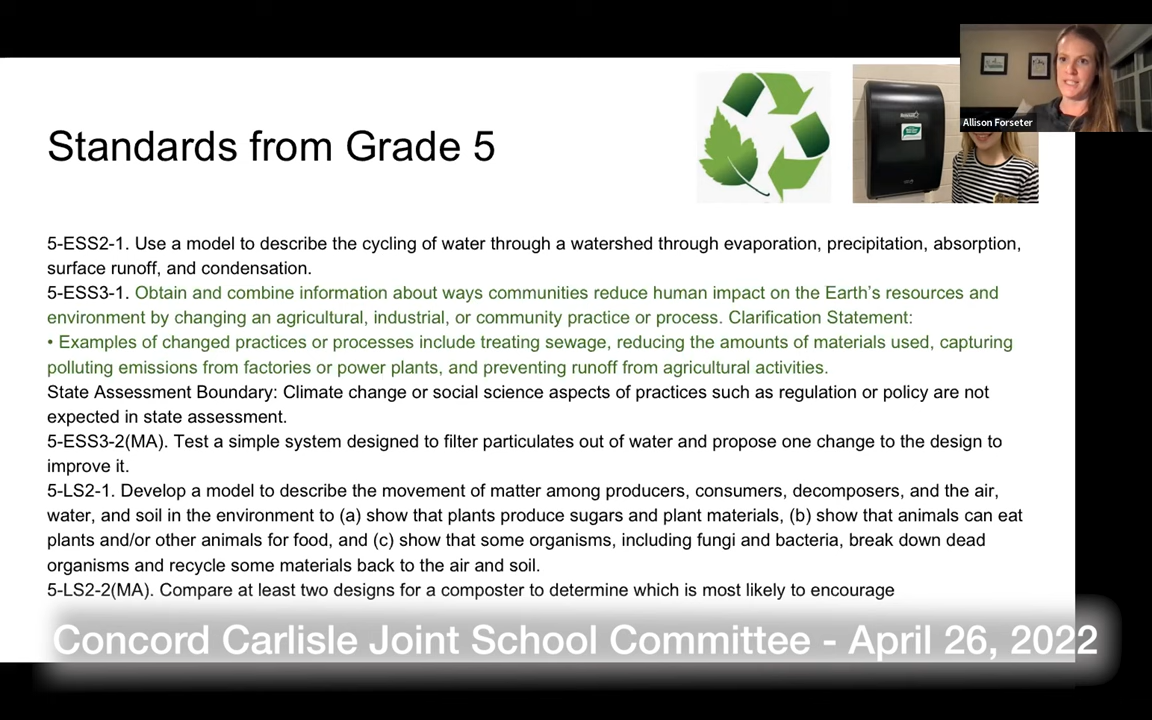 Allison Forseter
Standards from Grade 5
5-ESS2-1. Use a model to describe the cycling of water through a watershed through evaporation, precipitation, absorption,
surface runoff, and condensation.
5-ESS3-1. Obtain and combine information about ways communities reduce human impact on the Earth's resources and
environment by changing an agricultural, industrial, or community practice or process. Clarification Statement:
• Examples of changed practices or processes include treating sewage, reducing the amounts of materials used, capturing
polluting emissions from factories or power plants, and preventing runoff from agricultural activities.
State Assessment Boundary: Climate change or social science aspects of practices such as regulation or policy are not
expected in state assessment.
5-ESS3-2(MA). Test a simple system designed to filter particulates out of water and propose one change to the design to
improve it.
5-LS2-1. Develop a model to describe the movement of matter among producers, consumers, decomposers, and the air,
water, and soil in the environment to (a) show that plants produce sugars and plant materials, (b) show that animals can eat
plants and/or other animals for food, and (c) show that some organisms, including fungi and bacteria, break down dead
organisms and recycle some materials back to the air and soil.
5-LS2-2(MA). Compare at least two designs for a composter to determine which is most likely to encourage
Concord Carlisle Joint School Committee - April 26, 2022